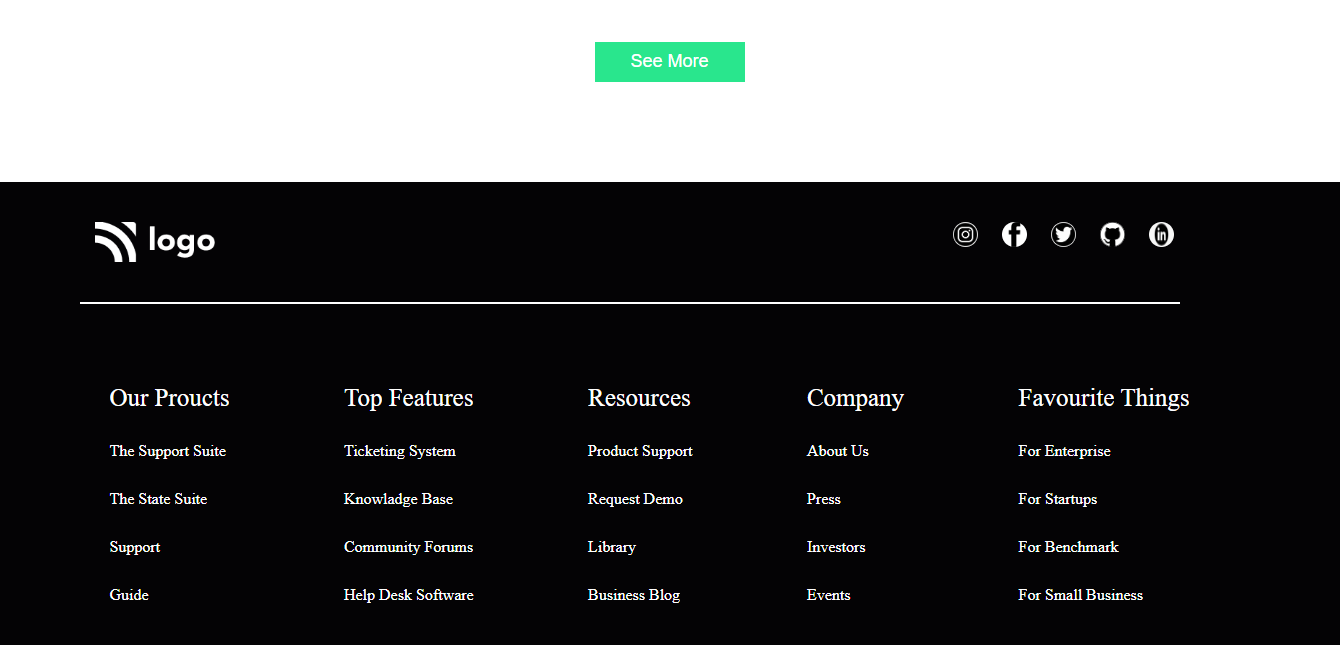 See More
logo
in
Our Proucts
Top Features
Resources
Company
Favourite Things
The Support Suite
Ticketing System
Product Support
About Us
For Enterprise
The State Suite
Knowladge Base
Request Demo
Press
For Startups
Support
Community Forums
Library
Investors
For Benchmark
Guide
Help Desk Software
Business Blog
Events
For Small Business